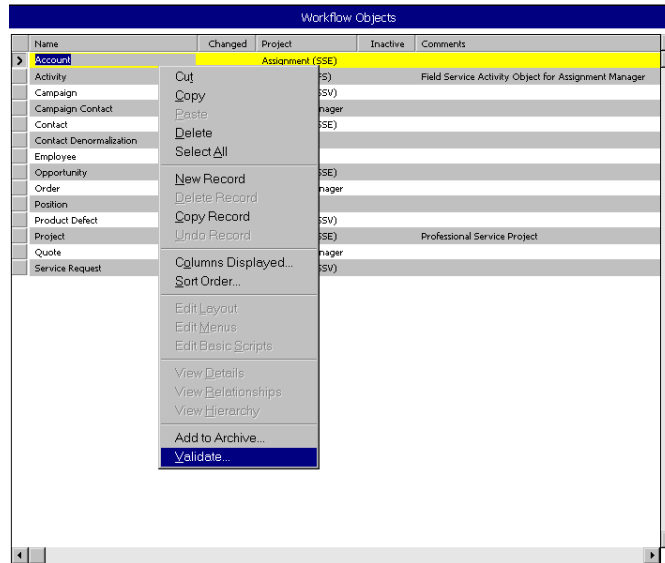 Workflow Objects
Name Changed Project Inactive Comments
Account Assignment (SSE)
Activity FS) Field Service Activity Object for Assignment Manager
Campaign SSV)
Campaign Contact nager
Contact SSE)
Contact Denormalization
Employee
Opportunity SSE)
Order nager
Position
Product Defect SSV)
Project SSE) Professional Service Project
Quote nager
Service Request SSV)
Cut
Copy
Paste
Delete
Select All
New Record
Delete Record
Copy Record
Undo Record
Columns Displayed...
Sort Order...
Edit Layout
Edit Menus
Edit Basic Scripts
View Details
View Relationships
View Hierarchy
Add to Archive...
Validate...